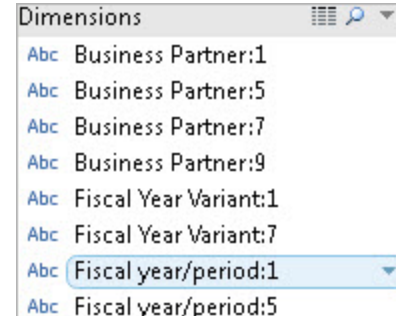 Dimensions
Abc Business Partner:1
Abc Business Partner:5
Abc Business Partner:7
Abc Business Partner:9
Abc Fiscal Year Variant:1
Abc Fiscal Year Variant:7
Abc Fiscal year/period:1
Abc Fiscal year/period:5